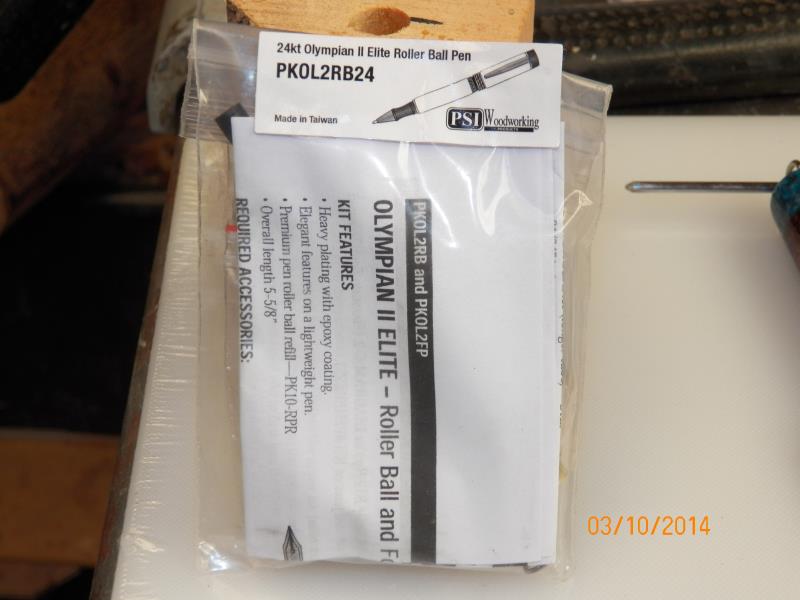 24kt Olympian II Elite Roller Ball Pen
PKOL2RB24
Made in Taiwan
PSI Woodworking
PRODUCTS
PKOL2RB and PKOL2FP
OLYMPIAN II ELITE – Roller Ball and Fo
KIT FEATURES
• Heavy plating with epoxy coating.
• Elegant features on a lightweight pen.
• Premium pen roller ball refill—PK10-RPR
• Overall length 5-5/8"
REQUIRED ACCESSORIES:
03/10/2014